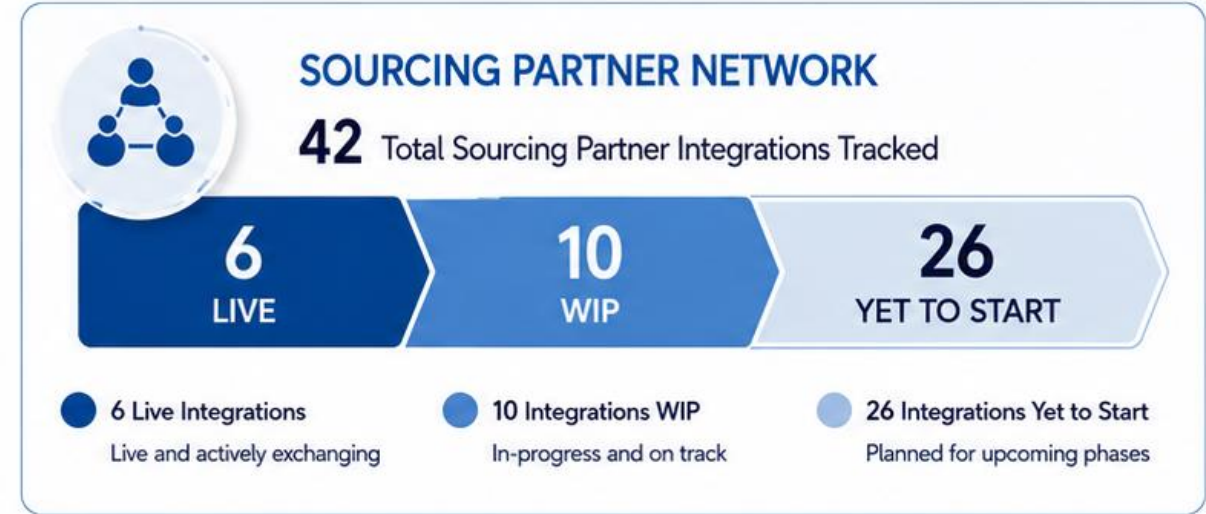 SOURCING PARTNER NETWORK
42 Total Sourcing Partner Integrations Tracked
6
LIVE
10
WIP
26
YET TO START
6 Live Integrations
Live and actively exchanging
10 Integrations WIP
In-progress and on track
26 Integrations Yet to Start
Planned for upcoming phases